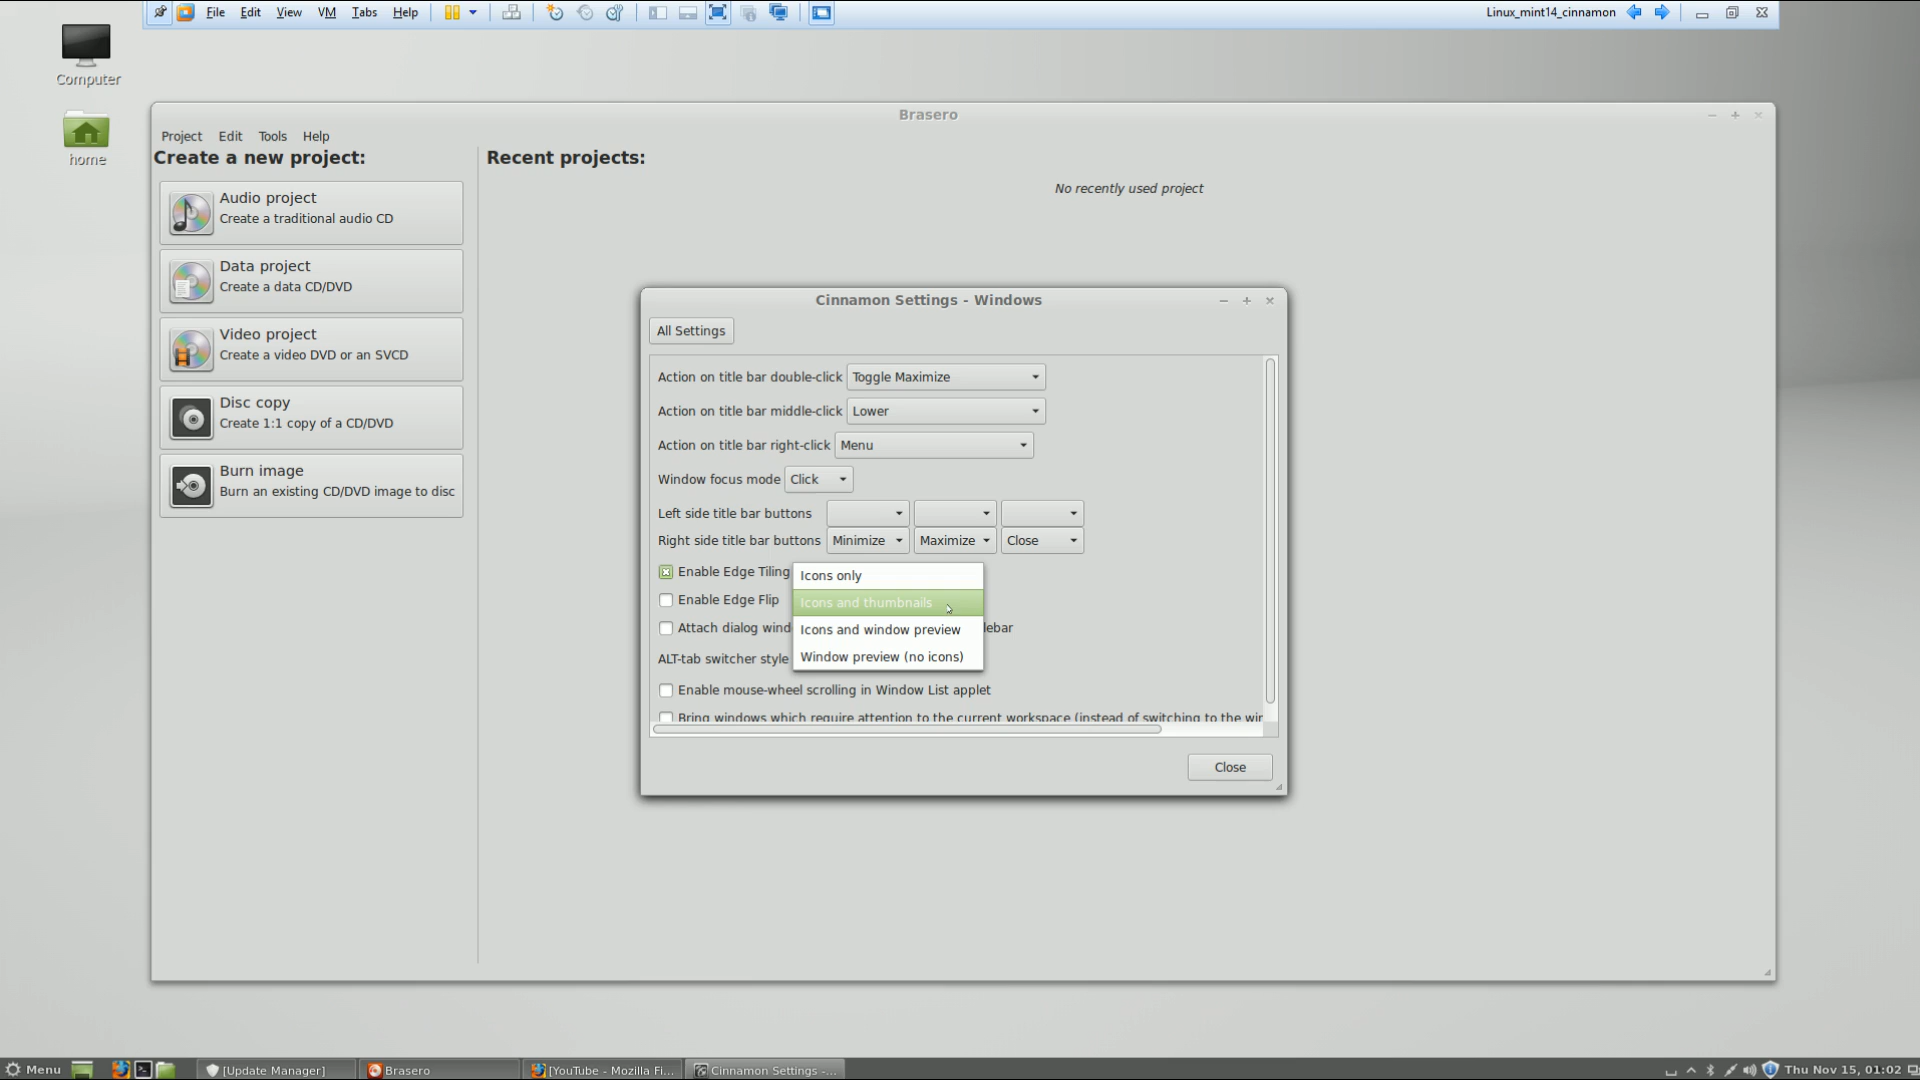 File Edit View VM Tabs Help
Linux_mint14_cinnamon
Computer
home
Brasero
Project Edit Tools Help
Create a new project:
Recent projects:
No recently used project
Audio project
Create a traditional audio CD
Data project
Create a data CD/DVD
Video project
Create a video DVD or an SVCD
Disc copy
Create 1:1 copy of a CD/DVD
Burn image
Burn an existing CD/DVD image to disc
Cinnamon Settings - Windows
All Settings
Action on title bar double-click Toggle Maximize
Action on title bar middle-click Lower
Action on title bar right-click Menu
Window focus mode Click
Left side title bar buttons
Right side title bar buttons Minimize Maximize Close
Enable Edge Tiling
Icons only
Enable Edge Flip
Icons and thumbnails
Attach dialog wind
Icons and window preview
lebar
ALT-tab switcher style
Window preview (no icons)
Enable mouse-wheel scrolling in Window List applet
Bring windows which require attention to the current workspace (instead of switching to the wir
Close
Menu
[Update Manager]
Brasero
[YouTube - Mozilla Fi...
Cinnamon Settings -...
Thu Nov 15, 01:02